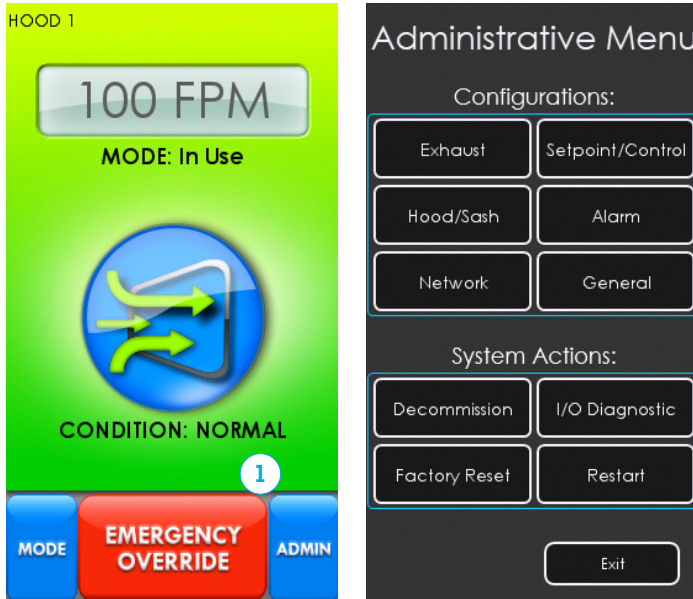 HOOD 1
100 FPM
MODE: In Use
CONDITION: NORMAL
1
MODE
EMERGENCY
OVERRIDE
ADMIN
Administrative Menu
Configurations:
Exhaust
Setpoint/Control
Hood/Sash
Alarm
Network
General
System Actions:
Decommission
I/O Diagnostic
Factory Reset
Restart
Exit